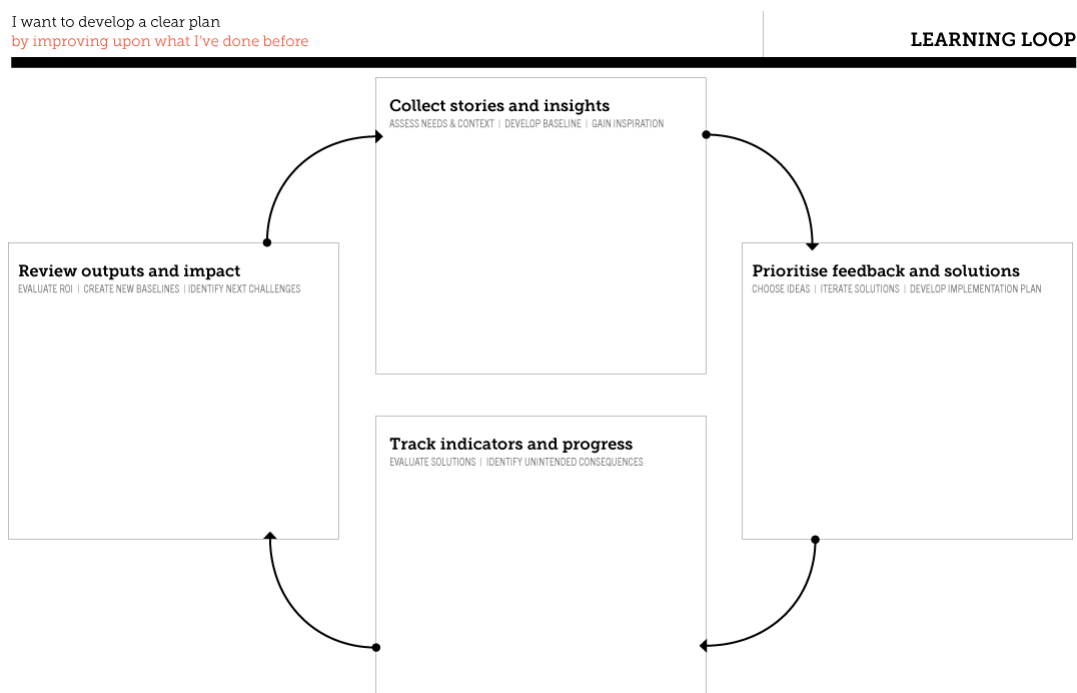 I want to develop a clear plan
by improving upon what I've done before
LEARNING LOOP
Collect stories and insights
ASSESS NEEDS & CONTEXT | DEVELOP BASELINE | GAIN INSPIRATION
Review outputs and impact
EVALUATE ROI | CREATE NEW BASELINES | IDENTIFY NEXT CHALLENGES
Prioritise feedback and solutions
CHOOSE IDEAS | ITERATE SOLUTIONS | DEVELOP IMPLEMENTATION PLAN
Track indicators and progress
EVALUATE SOLUTIONS | IDENTIFY UNINTENDED CONSEQUENCES